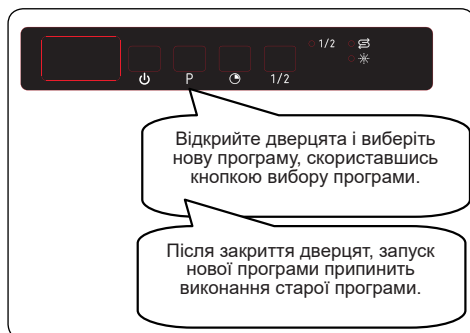 1/2
P 1/2
Відкрийте дверцята і виберіть
нову програму, скориставшись
кнопкою вибору програми.
Після закриття дверцят, запуск
нової програми припинить
виконання старої програми.